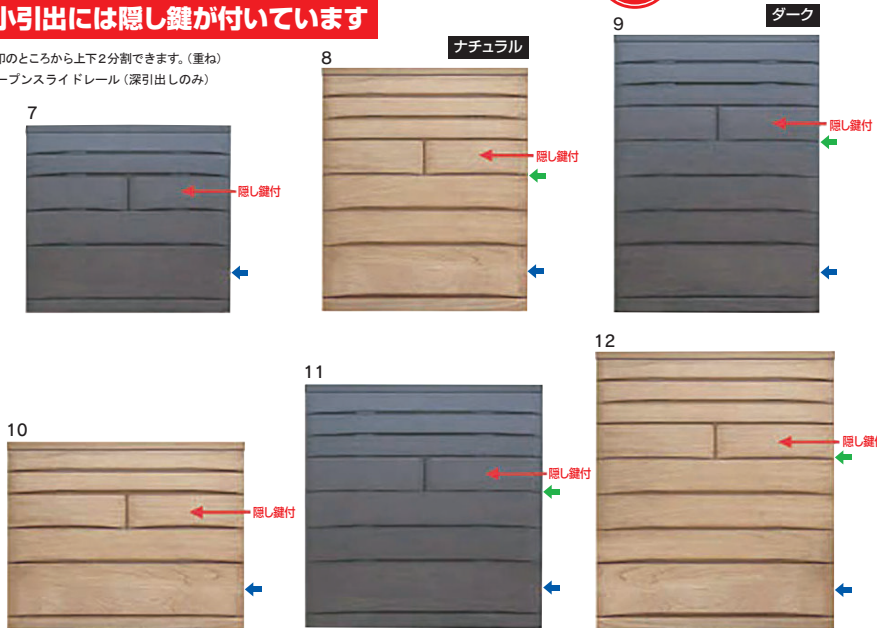 小引出には隠し鍵が付いています
印のところから上下2分割できます。(重ね)
ープンスライドレール(深引出しのみ)
7
隠し鍵付
8
ナチュラル
隠し鍵付
9
ダーク
隠し鍵付
10
隠し鍵付
11
隠し鍵付
12
隠し鍵